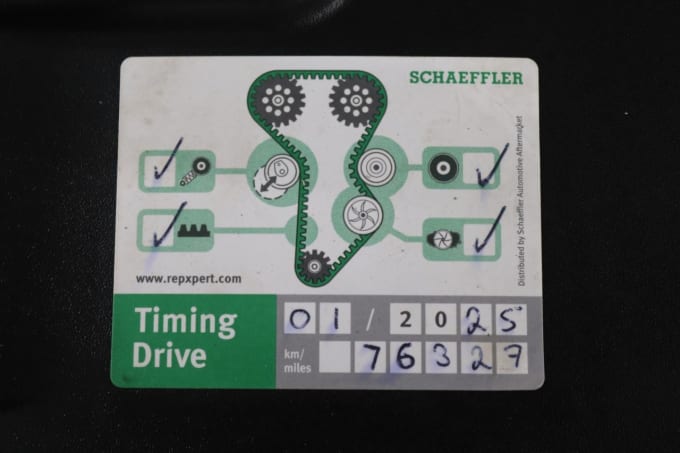 SCHAEFFLER
Distributed by Schaeffler Automotive Aftermarket
www.repxpert.com
Timing
Drive
01/2025
km/
miles
76327